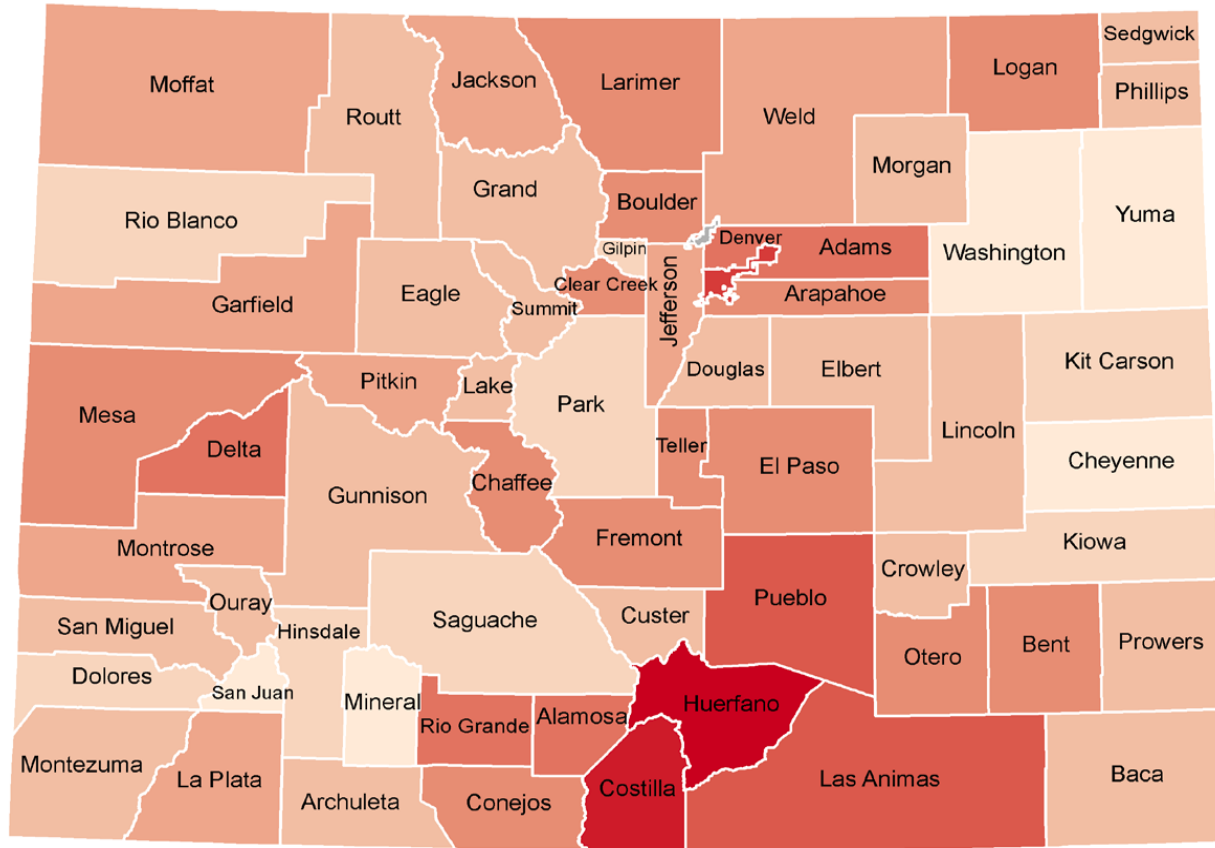 Sedgwick
Logan
Jackson
Larimer
Moffat
Phillips
Routt
Weld
Morgan
Grand
Boulder
Yuma
Rio Blanco
Denver
Adams
Gilpin
Washington
Clear Creek
Eagle
Arapahoe
Garfield
Summit
Jefferson
Kit Carson
Douglas
Elbert
Pitkin
Lake
Park
Mesa
Lincoln
Teller
Delta
Cheyenne
El Paso
Chaffee
Gunnison
Fremont
Kiowa
Montrose
Crowley
Pueblo
Ouray
Custer
Saguache
San Miguel
Hinsdale
Prowers
Bent
Otero
Dolores
San Juan
Mineral
Huerfano
Alamosa
Rio Grande
Montezuma
La Plata
Baca
Las Animas
Costilla
Archuleta
Conejos